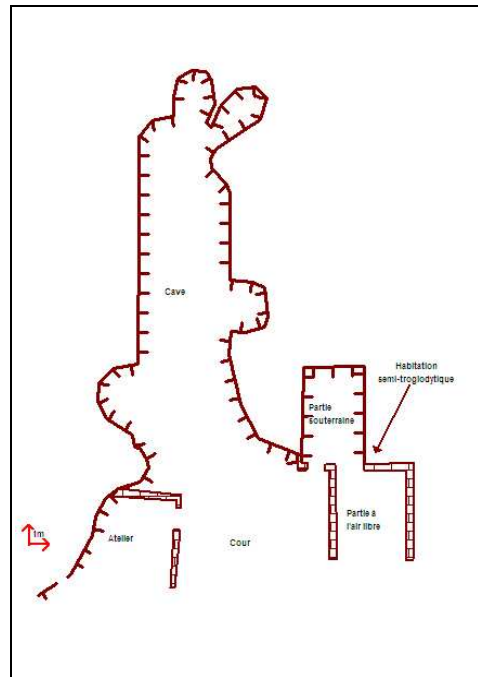 Cave
Habitation
semi-troglodytique
Partie
souterraine
Partie à
l'air libre
1m
Atelier
Cour